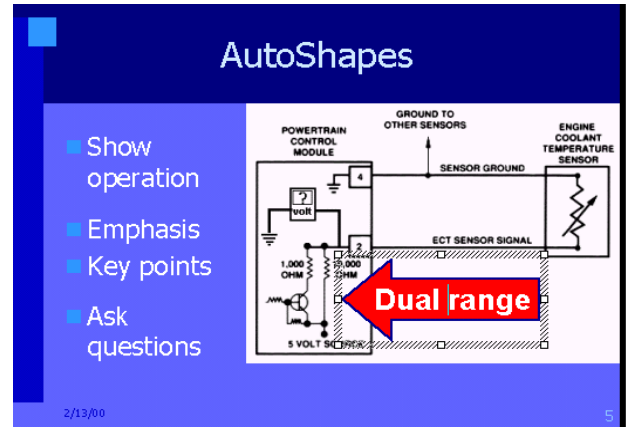 AutoShapes
Show
operation
Emphasis
Key points
Ask
questions
GROUND TO
OTHER SENSORS
POWERTRAIN
CONTROL
MODULE
ENGINE
COOLANT
TEMPERATURE
SENSOR
4
SENSOR GROUND
?
volt
2
ECT SENSOR SIGNAL
1,000
OHM
Dual range
5 VOLT
2/13/00
5